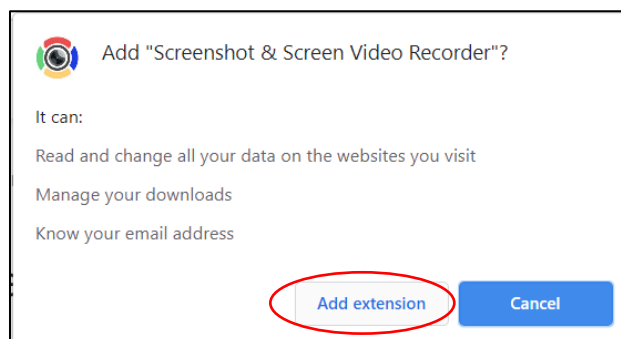 Add "Screenshot & Screen Video Recorder"?
It can:
Read and change all your data on the websites you visit
Manage your downloads
Know your email address
Add extension
Cancel